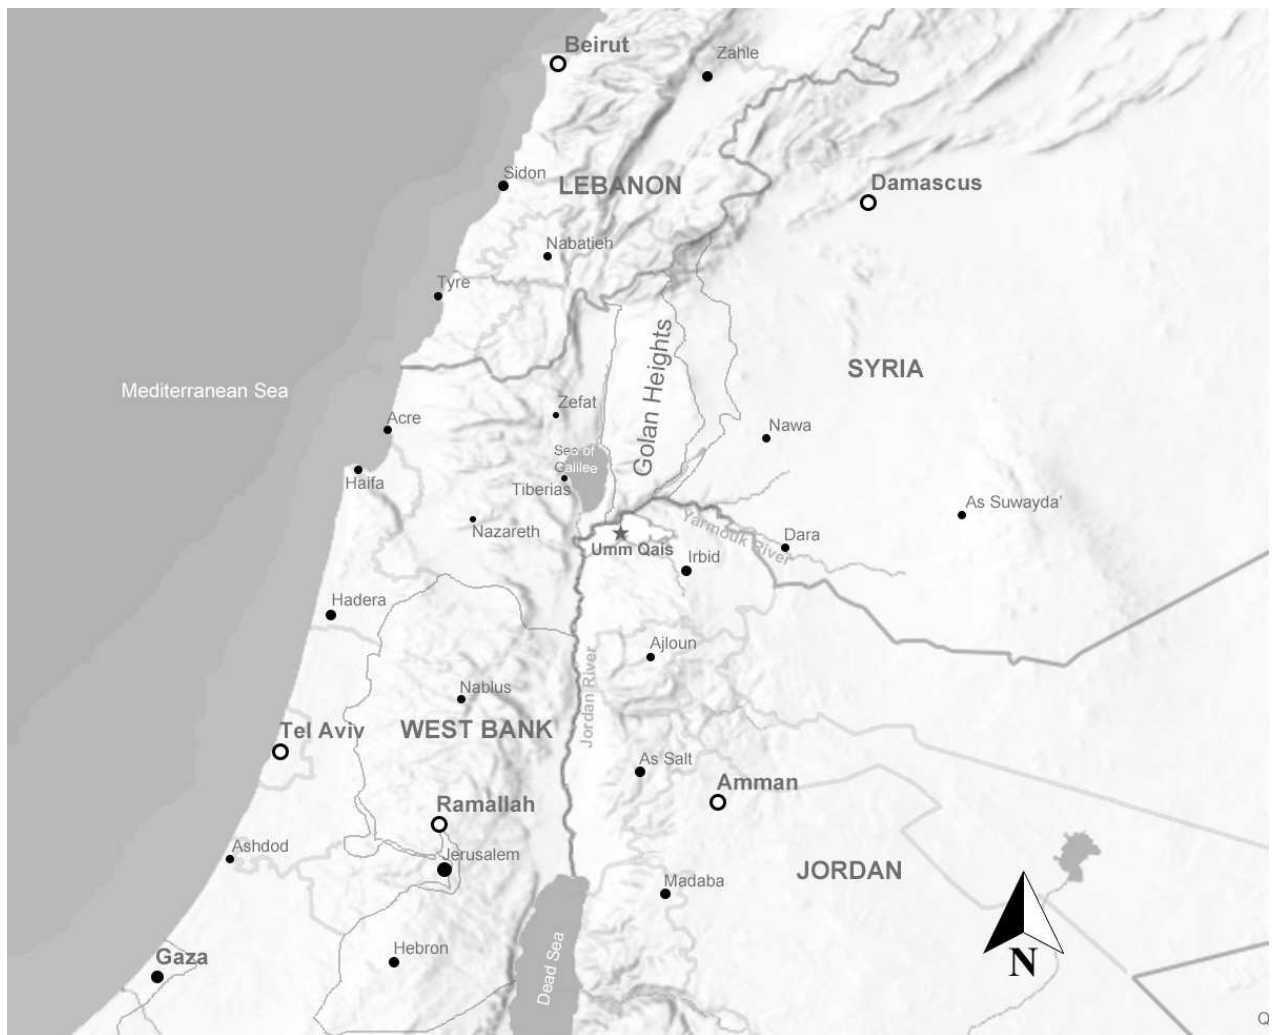 Beirut
Zahle
Sidon
LEBANON
Damascus
Nabatieh
Tyre
Golan Heights
SYRIA
Mediterranean Sea
Zefat
Acre
Nawa
Sea of
Galilee
Haifa
Tiberias
As Suwayda'
Nazareth
Yarmouk River
Dara
Umm Qais
Irbid
Hadera
Ajloun
Jordan River
Nablus
Tel Aviv
WEST BANK
As Salt
Amman
Ramallah
Ashdod
Jerusalem
JORDAN
Madaba
Gaza
Hebron
Dead Sea
N
Q